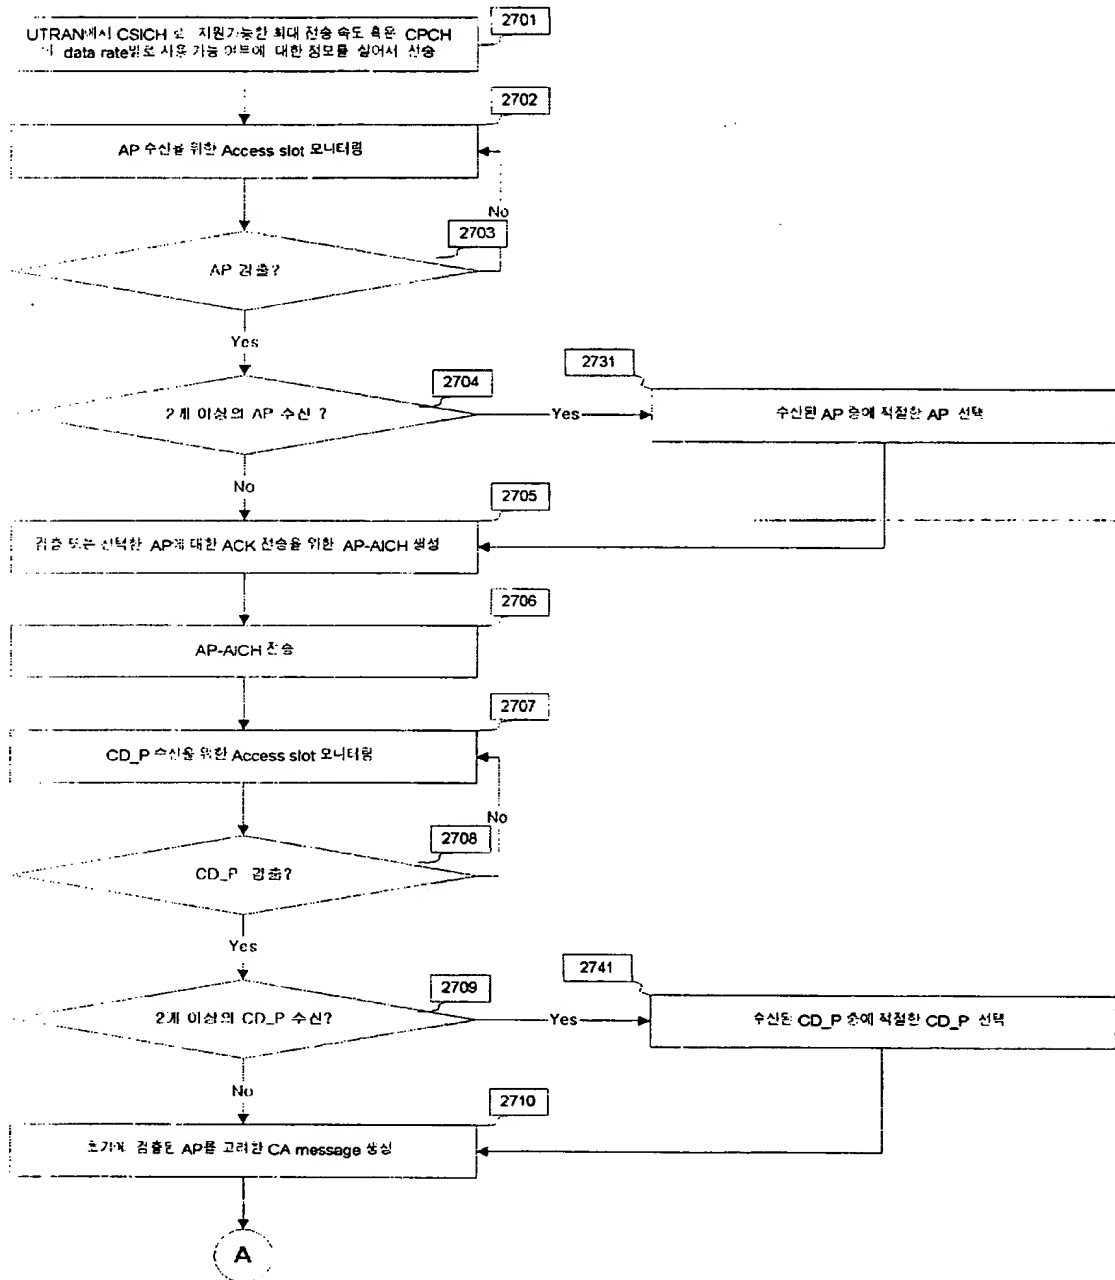 2701
UTRAN에서 CSICH 로 지원가능한 최대 전송 속도 혹은 CPCH
data rate별로 사용 가능 여부에 대한 정보를 실어서 전송
2702
AP 수신을 위한 Access slot 모니터링
No
2703
AP 검출?
Yes
2704
2개 이상의 AP 수신 ?
Yes
2731
수신된 AP 중에 적절한 AP 선택
No
2705
검출 또는 선택한 AP에 대한 ACK 전송을 위한 AP-AICH 생성
2706
AP-AICH 전송
2707
CD_P 수신을 위한 Access slot 모니터링
No
2708
CD_P 검출?
Yes
2709
2개 이상의 CD_P 수신?
Yes
2741
수신된 CD_P 중에 적절한 CD_P 선택
No
2710
초기에 검출된 AP를 고려한 CA message 생성
A